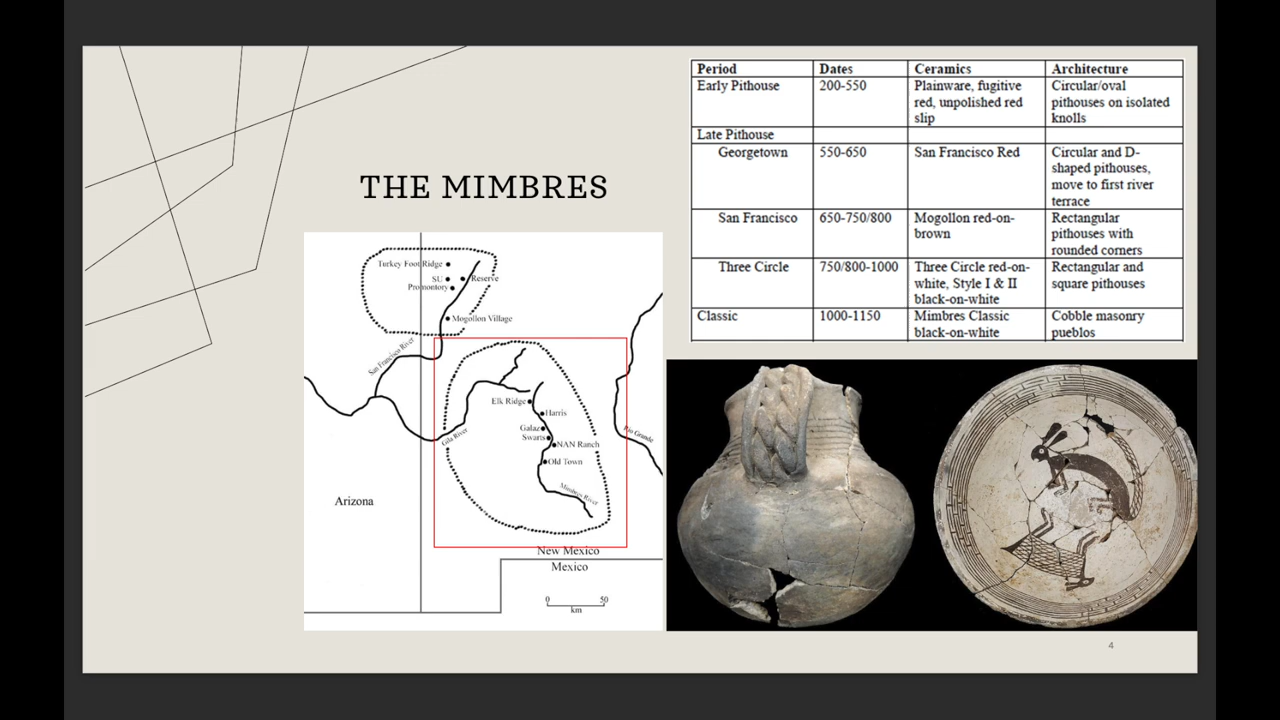 THE MIMBRES
Period Dates Ceramics Architecture
Early Pithouse 200-550 Plainware, fugitive Circular/oval
red, unpolished red pithouses on isolated
slip knolls
Late Pithouse
Georgetown 550-650 San Francisco Red Circular and D-
shaped pithouses,
move to first river
terrace
San Francisco 650-750/800 Mogollon red-on- Rectangular
brown pithouses with
rounded corners
Three Circle 750/800-1000 Three Circle red-on- Rectangular and
white, Style I & II square pithouses
black-on-white
Classic 1000-1150 Mimbres Classic Cobble masonry
black-on-white pueblos
Turkey Foot Ridge
SU
Reserve
Promontory
Mogollon Village
San Francisco River
Elk Ridge
Harris
Galaz
Swarts
NAN Ranch
Gila River
Rio Grande
Old Town
Mimbres River
Arizona
New Mexico
Mexico
0 50
km
4